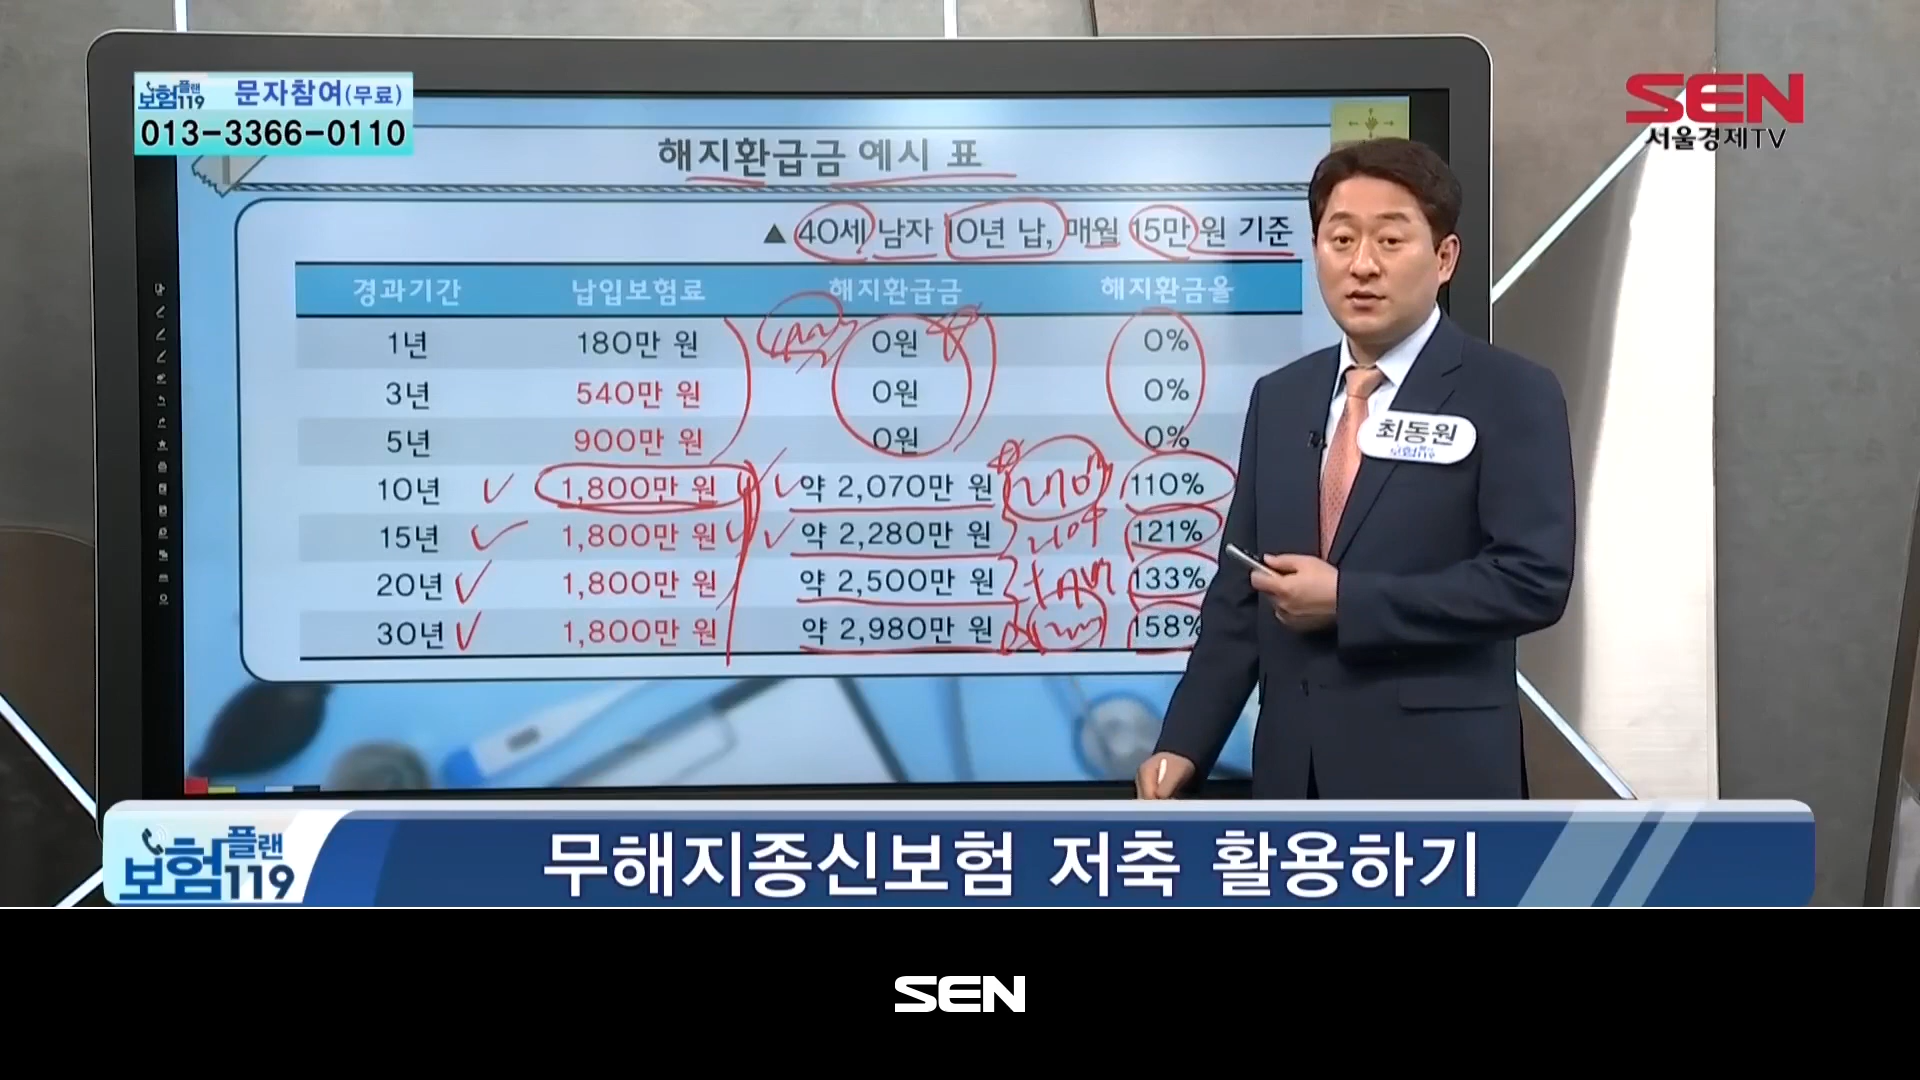 보험플랜119 문자참여(무료)
013-3366-0110
SEN
서울경제TV
해지환급금 예시 표
▲ 40세 남자 10년 납, 매월 15만 원 기준
경과기간 납입보험료 해지환급금 해지환금율
1년 180만 원 0원 0%
3년 540만 원 0원 0%
5년 900만 원 0원 0%
10년 1,800만 원 약 2,070만 원 110%
15년 1,800만 원 약 2,280만 원 121%
20년 1,800만 원 약 2,500만 원 133%
30년 1,800만 원 약 2,980만 원 158%
최동원
보험119
보험플랜119
무해지종신보험 저축 활용하기
SEN